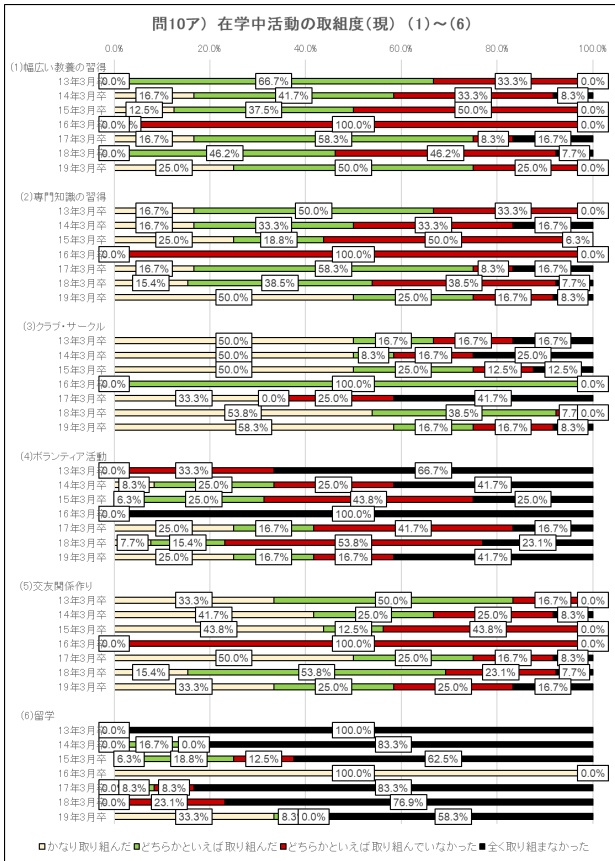 問10ア）在学中活動の取組度(現) (1)～(6)
0.0% 20.0% 40.0% 60.0% 80.0% 100.0%
(1)幅広い教養の習得
13年3月卒 0.0% 66.7% 33.3% 0.0%
14年3月卒 16.7% 41.7% 33.3% 8.3%
15年3月卒 12.5% 37.5% 50.0%
16年3月卒 0.0% % 100.0% 0.0%
17年3月卒 16.7% 58.3% 8.3% 16.7%
18年3月卒 0.0% 46.2% 46.2% 7.7%
19年3月卒 25.0% 50.0% 25.0% 0.0%
(2)専門知識の習得
13年3月卒 16.7% 50.0% 33.3% 0.0%
14年3月卒 16.7% 33.3% 33.3% 16.7%
15年3月卒 25.0% 18.8% 50.0% 6.3%
16年3月卒 0.0% 100.0% 0.0%
17年3月卒 16.7% 58.3% 8.3% 16.7%
18年3月卒 15.4% 38.5% 38.5% 7.7%
19年3月卒 50.0% 25.0% 16.7% 8.3%
(3)クラブ・サークル
13年3月卒 50.0% 16.7% 16.7% 16.7%
14年3月卒 50.0% 8.3% 16.7% 25.0%
15年3月卒 50.0% 25.0% 12.5% 12.5%
16年3月卒 0.0% 100.0% 0.0%
17年3月卒 33.3% 0.0% 25.0% 41.7%
18年3月卒 53.8% 38.5% 7.7 0.0%
19年3月卒 58.3% 16.7% 16.7% 8.3%
(4)ボランティア活動
13年3月卒 0.0% 33.3% 66.7%
14年3月卒 8.3% 25.0% 25.0% 41.7%
15年3月卒 6.3% 25.0% 43.8% 25.0%
16年3月卒 0.0% 100.0%
17年3月卒 25.0% 16.7% 41.7% 16.7%
18年3月卒 7.7% 15.4% 53.8% 23.1%
19年3月卒 25.0% 16.7% 16.7% 41.7%
(5)交友関係作り
13年3月卒 33.3% 50.0% 16.7% 0.0%
14年3月卒 41.7% 25.0% 25.0% 8.3%
15年3月卒 43.8% 12.5% 43.8%
16年3月卒 0.0% 100.0% 0.0%
17年3月卒 50.0% 25.0% 16.7% 8.3%
18年3月卒 15.4% 53.8% 23.1% 7.7%
19年3月卒 33.3% 25.0% 25.0% 16.7%
(6)留学
13年3月卒 0.0% 100.0%
14年3月卒 0.0% 16.7% 0.0% 83.3%
15年3月卒 6.3% 18.8% 12.5% 62.5%
16年3月卒 100.0% 0.0%
17年3月卒 0.0 8.3% 8.3% 83.3%
18年3月卒 0.0% 23.1% 76.9%
19年3月卒 33.3% 8.3 0.0% 58.3%
かなり取り組んだ どちらかといえば取り組んだ どちらかといえば取り組んでいなかった 全く取り組まなかった